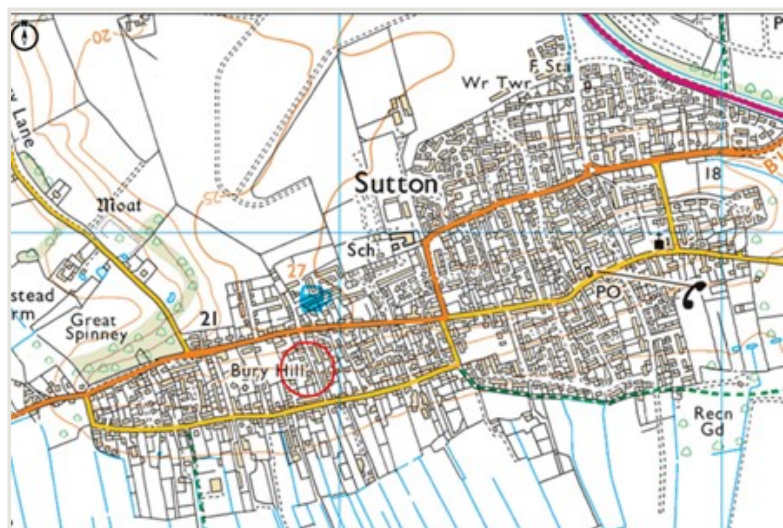 N
20
F Sta
Wr Twr
Lane
Sutton
18
25
Moat
Sch
27
PO
stead
rm
Great
Spinney
21
Bury Hill
Recn
Gd